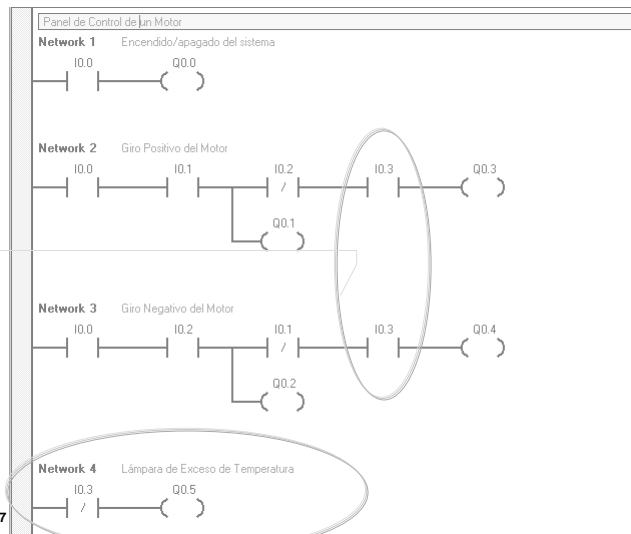 Panel de Control de un Motor
Network 1 Encendido/apagado del sistema
I0.0 Q0.0
Network 2 Giro Positivo del Motor
I0.0 I0.1 I0.2 I0.3 Q0.3
/
Q0.1
Network 3 Giro Negativo del Motor
I0.0 I0.2 I0.1 I0.3 Q0.4
/
Q0.2
Network 4 Lámpara de Exceso de Temperatura
I0.3 Q0.5
/
7